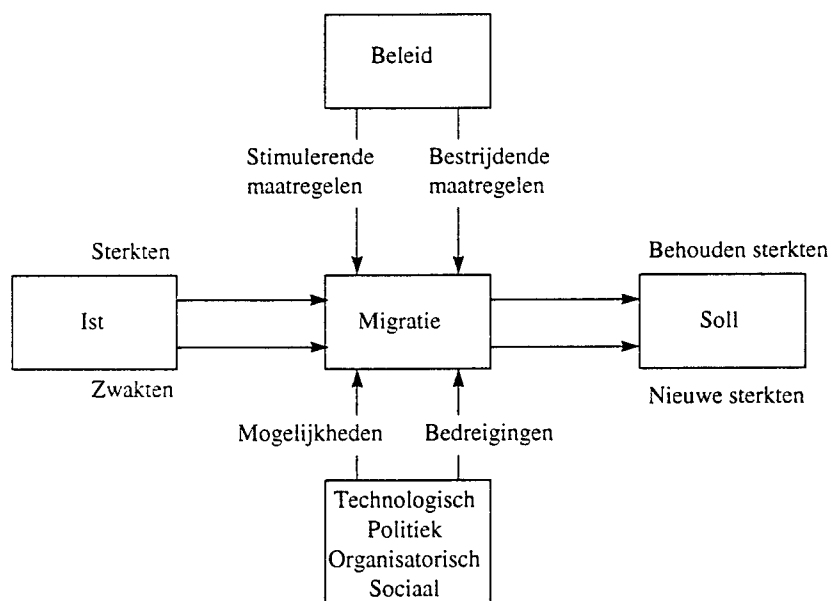 Beleid
Stimulerende
maatregelen
Bestrijdende
maatregelen
Sterkten
Behouden sterkten
Ist
Migratie
Soll
Zwakten
Nieuwe sterkten
Mogelijkheden
Bedreigingen
Technologisch
Politiek
Organisatorisch
Sociaal